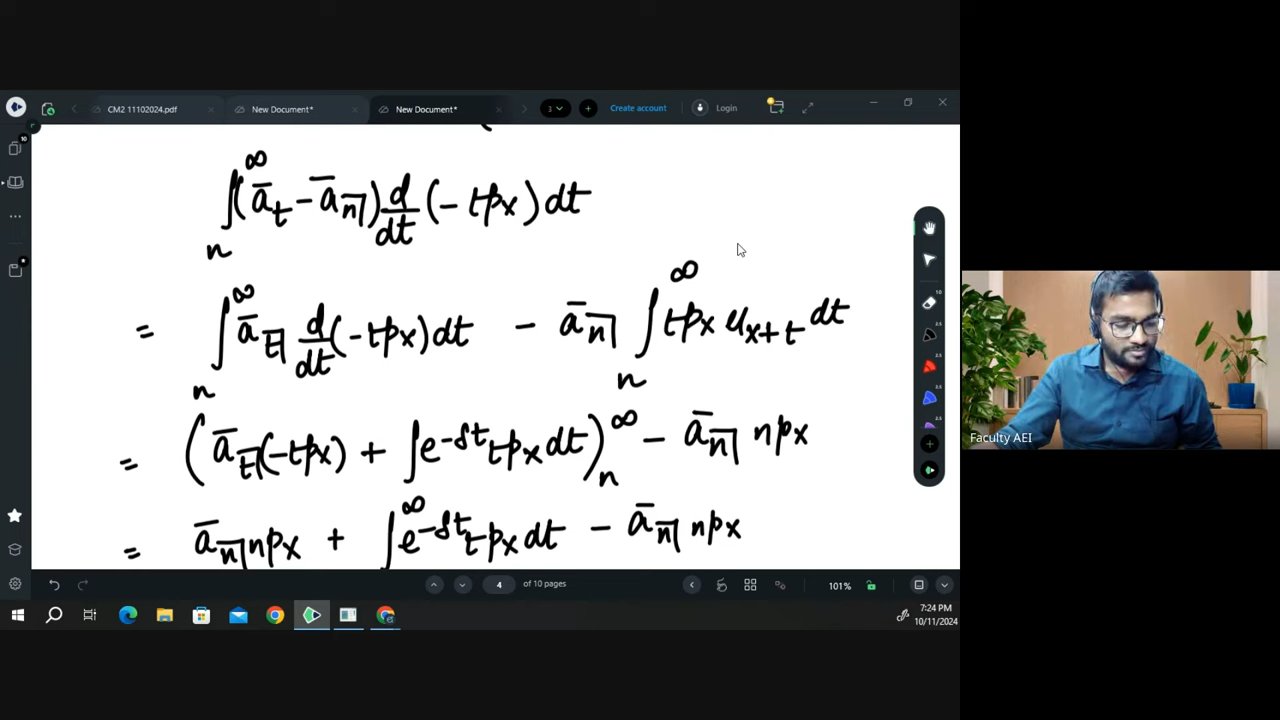 CM2 11102024.pdf New Document* New Document* 3 Create account Login
∫_n^∞ (ā_t - ā_n̅|) d/dt (-tpx) dt
= ∫_n^∞ ā_t̅| d/dt (-tpx) dt - ā_n̅| ∫_n^∞ tpx μx+t dt
= (ā_t̅| (-tpx) + ∫ e^-δt tpx dt)_n^∞ - ā_n̅| npx
= ā_n̅| npx + ∫^∞ e^-δt tpx dt - ā_n̅| npx
Faculty AEI
4 of 10 pages 101%
7:24 PM
10/11/2024